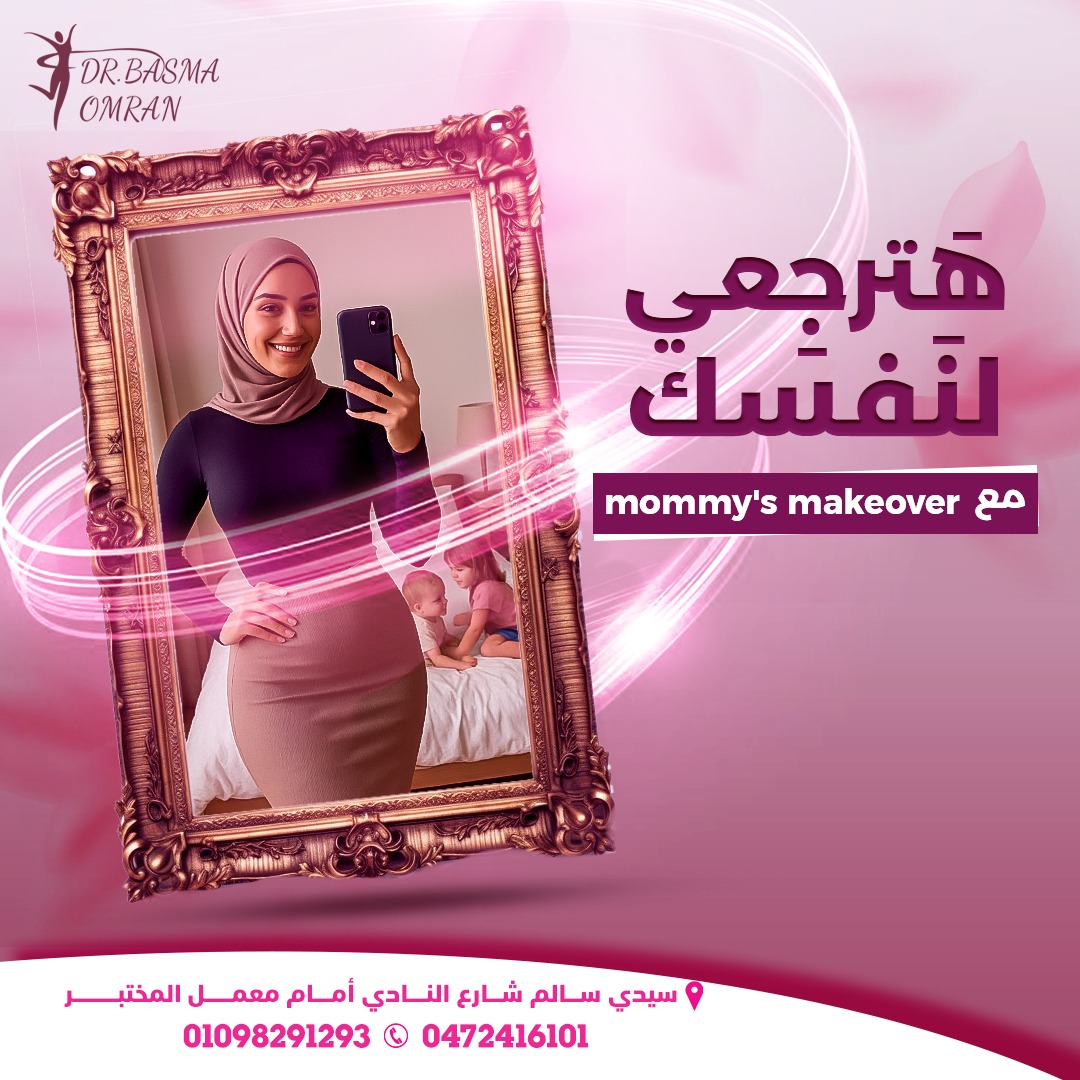 DR.BASMA
OMRAN
هَترجعي
لنَفسَك
مع mommy's makeover
سيدي سالم شارع النادي أمام معمل المختبر
01098291293 0472416101